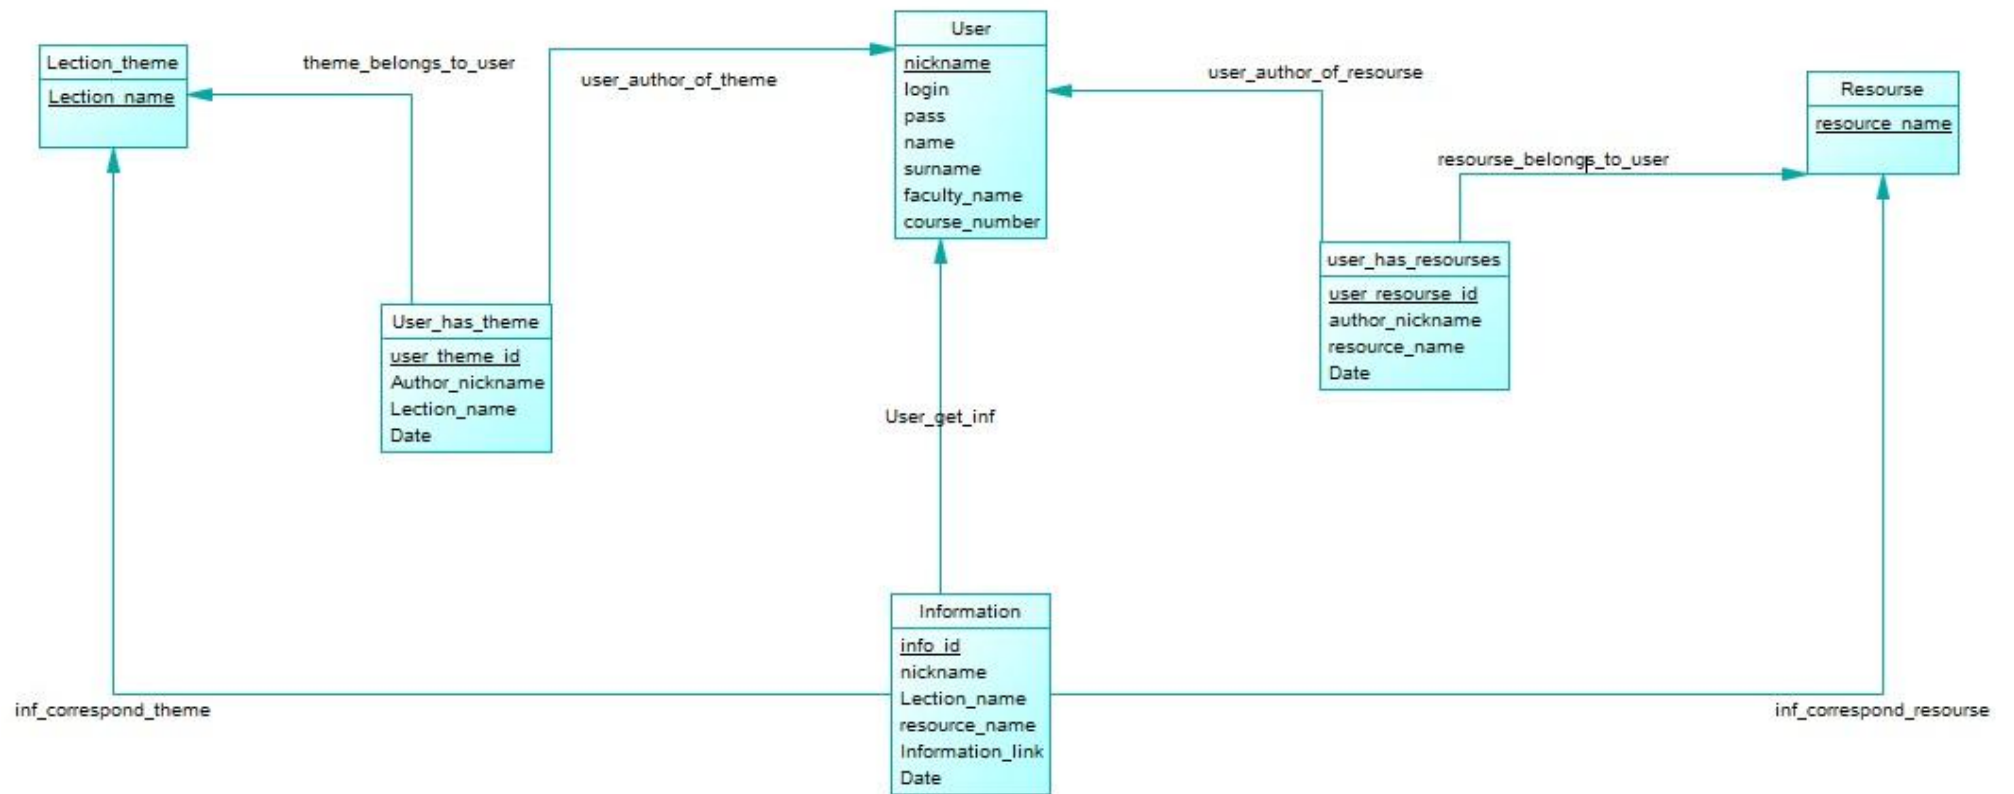 User
nickname
login
pass
name
surname
faculty_name
course_number
Lection_theme
Lection_name
theme_belongs_to_user
user_author_of_theme
user_author_of_resourse
Resourse
resource_name
resourse_belongs_to_user
User_has_theme
user_theme_id
Author_nickname
Lection_name
Date
user_has_resourses
user_resourse_id
author_nickname
resource_name
Date
User_get_inf
Information
info_id
nickname
Lection_name
resource_name
Information_link
Date
inf_correspond_theme
inf_correspond_resourse